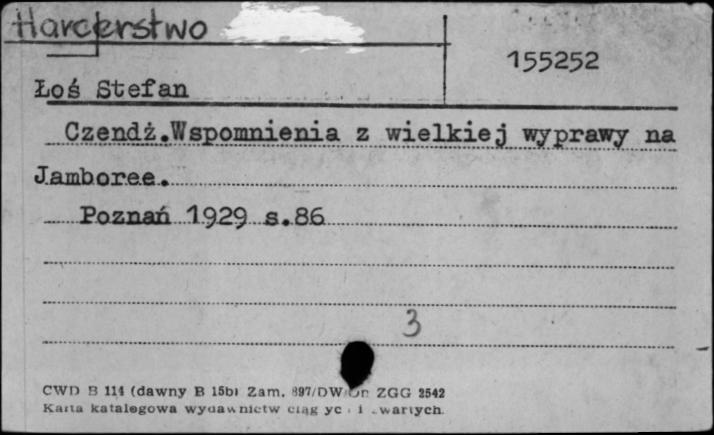 Harcerstwo
155252
Łoś Stefan
Czendż.Wspomnienia z wielkiej wyprawy na
Jamboree.
Poznań 1929 s.86
3
CWD B 114 (dawny B 15b) Zam. 897/DW ZGG 2542
Karta katalogowa wydawnictw i